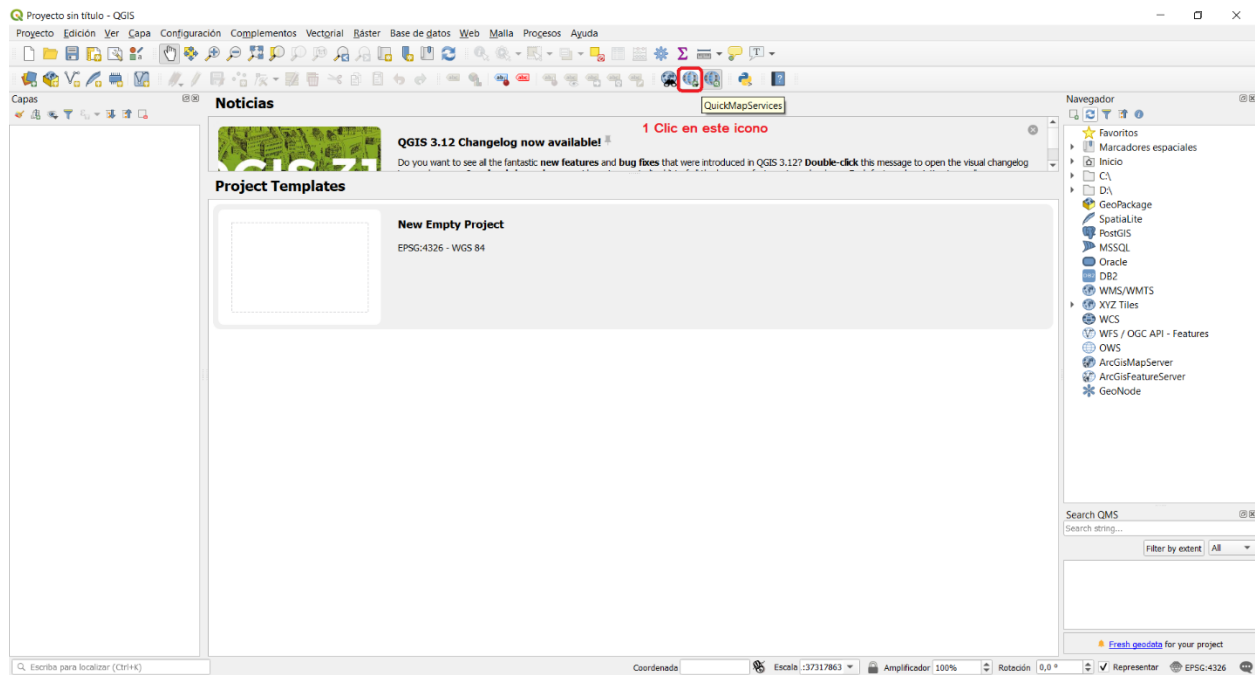 Proyecto sin título - QGIS
Proyecto Edición Ver Capa Configuración Complementos Vectorial Ráster Base de datos Web Malla Procesos Ayuda
Capas
Noticias
QuickMapServices
1 Clic en este icono
QGIS 3.12 Changelog now available!
Do you want to see all the fantastic new features and bug fixes that were introduced in QGIS 3.12? Double-click this message to open the visual changelog
Project Templates
New Empty Project
EPSG:4326 - WGS 84
Navegador
Favoritos
Marcadores espaciales
Inicio
C:\
D:\
GeoPackage
SpatiaLite
PostGIS
MSSQL
Oracle
DB2
WMS/WMTS
XYZ Tiles
WCS
WFS / OGC API - Features
OWS
ArcGisMapServer
ArcGisFeatureServer
GeoNode
Search QMS
Search string...
Filter by extent All
Fresh geodata for your project
Escriba para localizar (Ctrl+K) Coordenada Escala :37317863 Amplificador 100% Rotación 0,0 ° Representar EPSG:4326